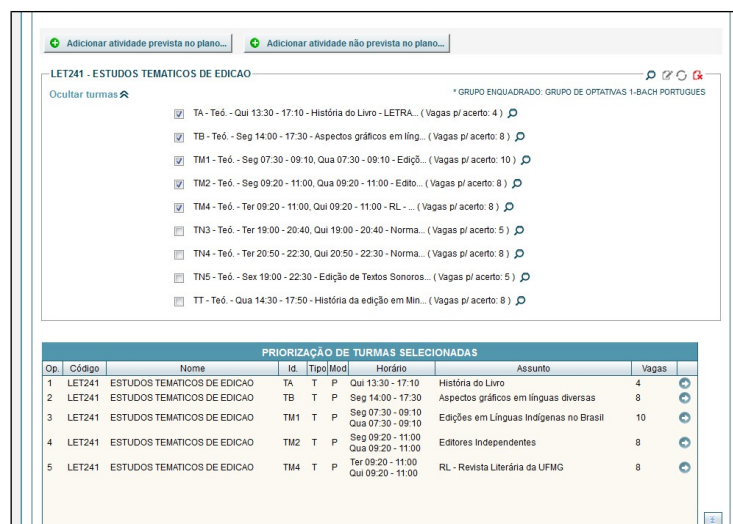 Adicionar atividade prevista no plano... Adicionar atividade não prevista no plano...
LET241 - ESTUDOS TEMATICOS DE EDICAO
Ocultar turmas * GRUPO ENQUADRADO: GRUPO DE OPTATIVAS 1-BACH PORTUGUES
TA - Teó. - Qui 13:30 - 17:10 - História do Livro - LETRA... ( Vagas p/ acerto: 4 )
TB - Teó. - Seg 14:00 - 17:30 - Aspectos gráficos em líng... ( Vagas p/ acerto: 8 )
TM1 - Teó. - Seg 07:30 - 09:10, Qua 07:30 - 09:10 - Ediçõ... ( Vagas p/ acerto: 10 )
TM2 - Teó. - Seg 09:20 - 11:00, Qua 09:20 - 11:00 - Edito... ( Vagas p/ acerto: 8 )
TM4 - Teó. - Ter 09:20 - 11:00, Qui 09:20 - 11:00 - RL - ... ( Vagas p/ acerto: 8 )
TN3 - Teó. - Ter 19:00 - 20:40, Qui 19:00 - 20:40 - Norma... ( Vagas p/ acerto: 5 )
TN4 - Teó. - Ter 20:50 - 22:30, Qui 20:50 - 22:30 - Norma... ( Vagas p/ acerto: 8 )
TN5 - Teó. - Sex 19:00 - 22:30 - Edição de Textos Sonoros... ( Vagas p/ acerto: 5 )
TT - Teó. - Qua 14:30 - 17:50 - História da edição em Min... ( Vagas p/ acerto: 8 )
PRIORIZAÇÃO DE TURMAS SELECIONADAS
Op. Código Nome Id. Tipo Mod Horário Assunto Vagas
1 LET241 ESTUDOS TEMATICOS DE EDICAO TA T P Qui 13:30 - 17:10 História do Livro 4
2 LET241 ESTUDOS TEMATICOS DE EDICAO TB T P Seg 14:00 - 17:30 Aspectos gráficos em línguas diversas 8
3 LET241 ESTUDOS TEMATICOS DE EDICAO TM1 T P Seg 07:30 - 09:10 Edições em Línguas Indígenas no Brasil 10
Qua 07:30 - 09:10
4 LET241 ESTUDOS TEMATICOS DE EDICAO TM2 T P Seg 09:20 - 11:00 Editores Independentes 8
Qua 09:20 - 11:00
5 LET241 ESTUDOS TEMATICOS DE EDICAO TM4 T P Ter 09:20 - 11:00 RL - Revista Literária da UFMG 8
Qui 09:20 - 11:00